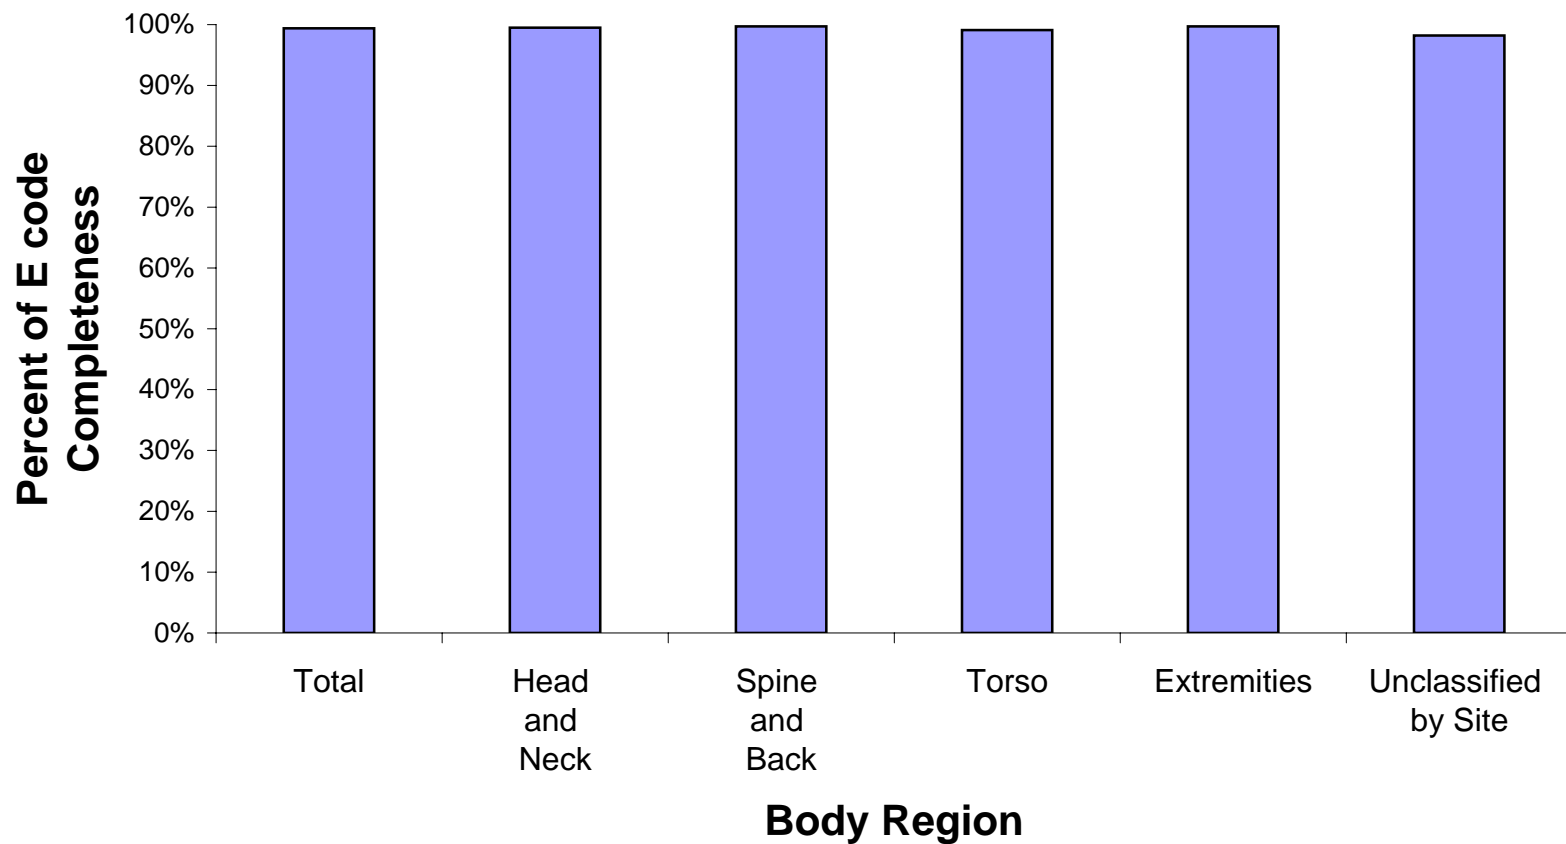 Percent of E code
Completeness
100%
90%
80%
70%
60%
50%
40%
30%
20%
10%
0%
Total
Head
and
Neck
Spine
and
Back
Torso
Extremities
Unclassified
by Site
Body Region